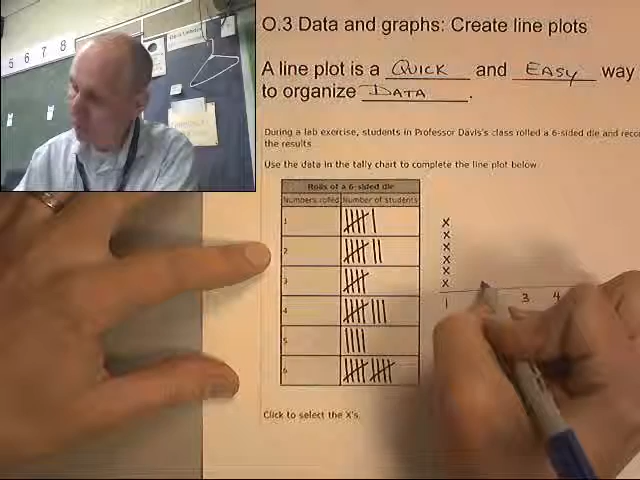 5 6 7 8
O.3 Data and graphs: Create line plots
A line plot is a QUICK and EASY way
to organize DATA.
During a lab exercise, students in Professor Davis's class rolled a 6-sided die and reco
the results
Use the data in the tally chart to complete the line plot below.
Rolls of a 6-sided die
Numbers rolled Number of students
1
2
3
4
5
6
X
X
X
X
X
X
1 3 4
Click to select the X's.